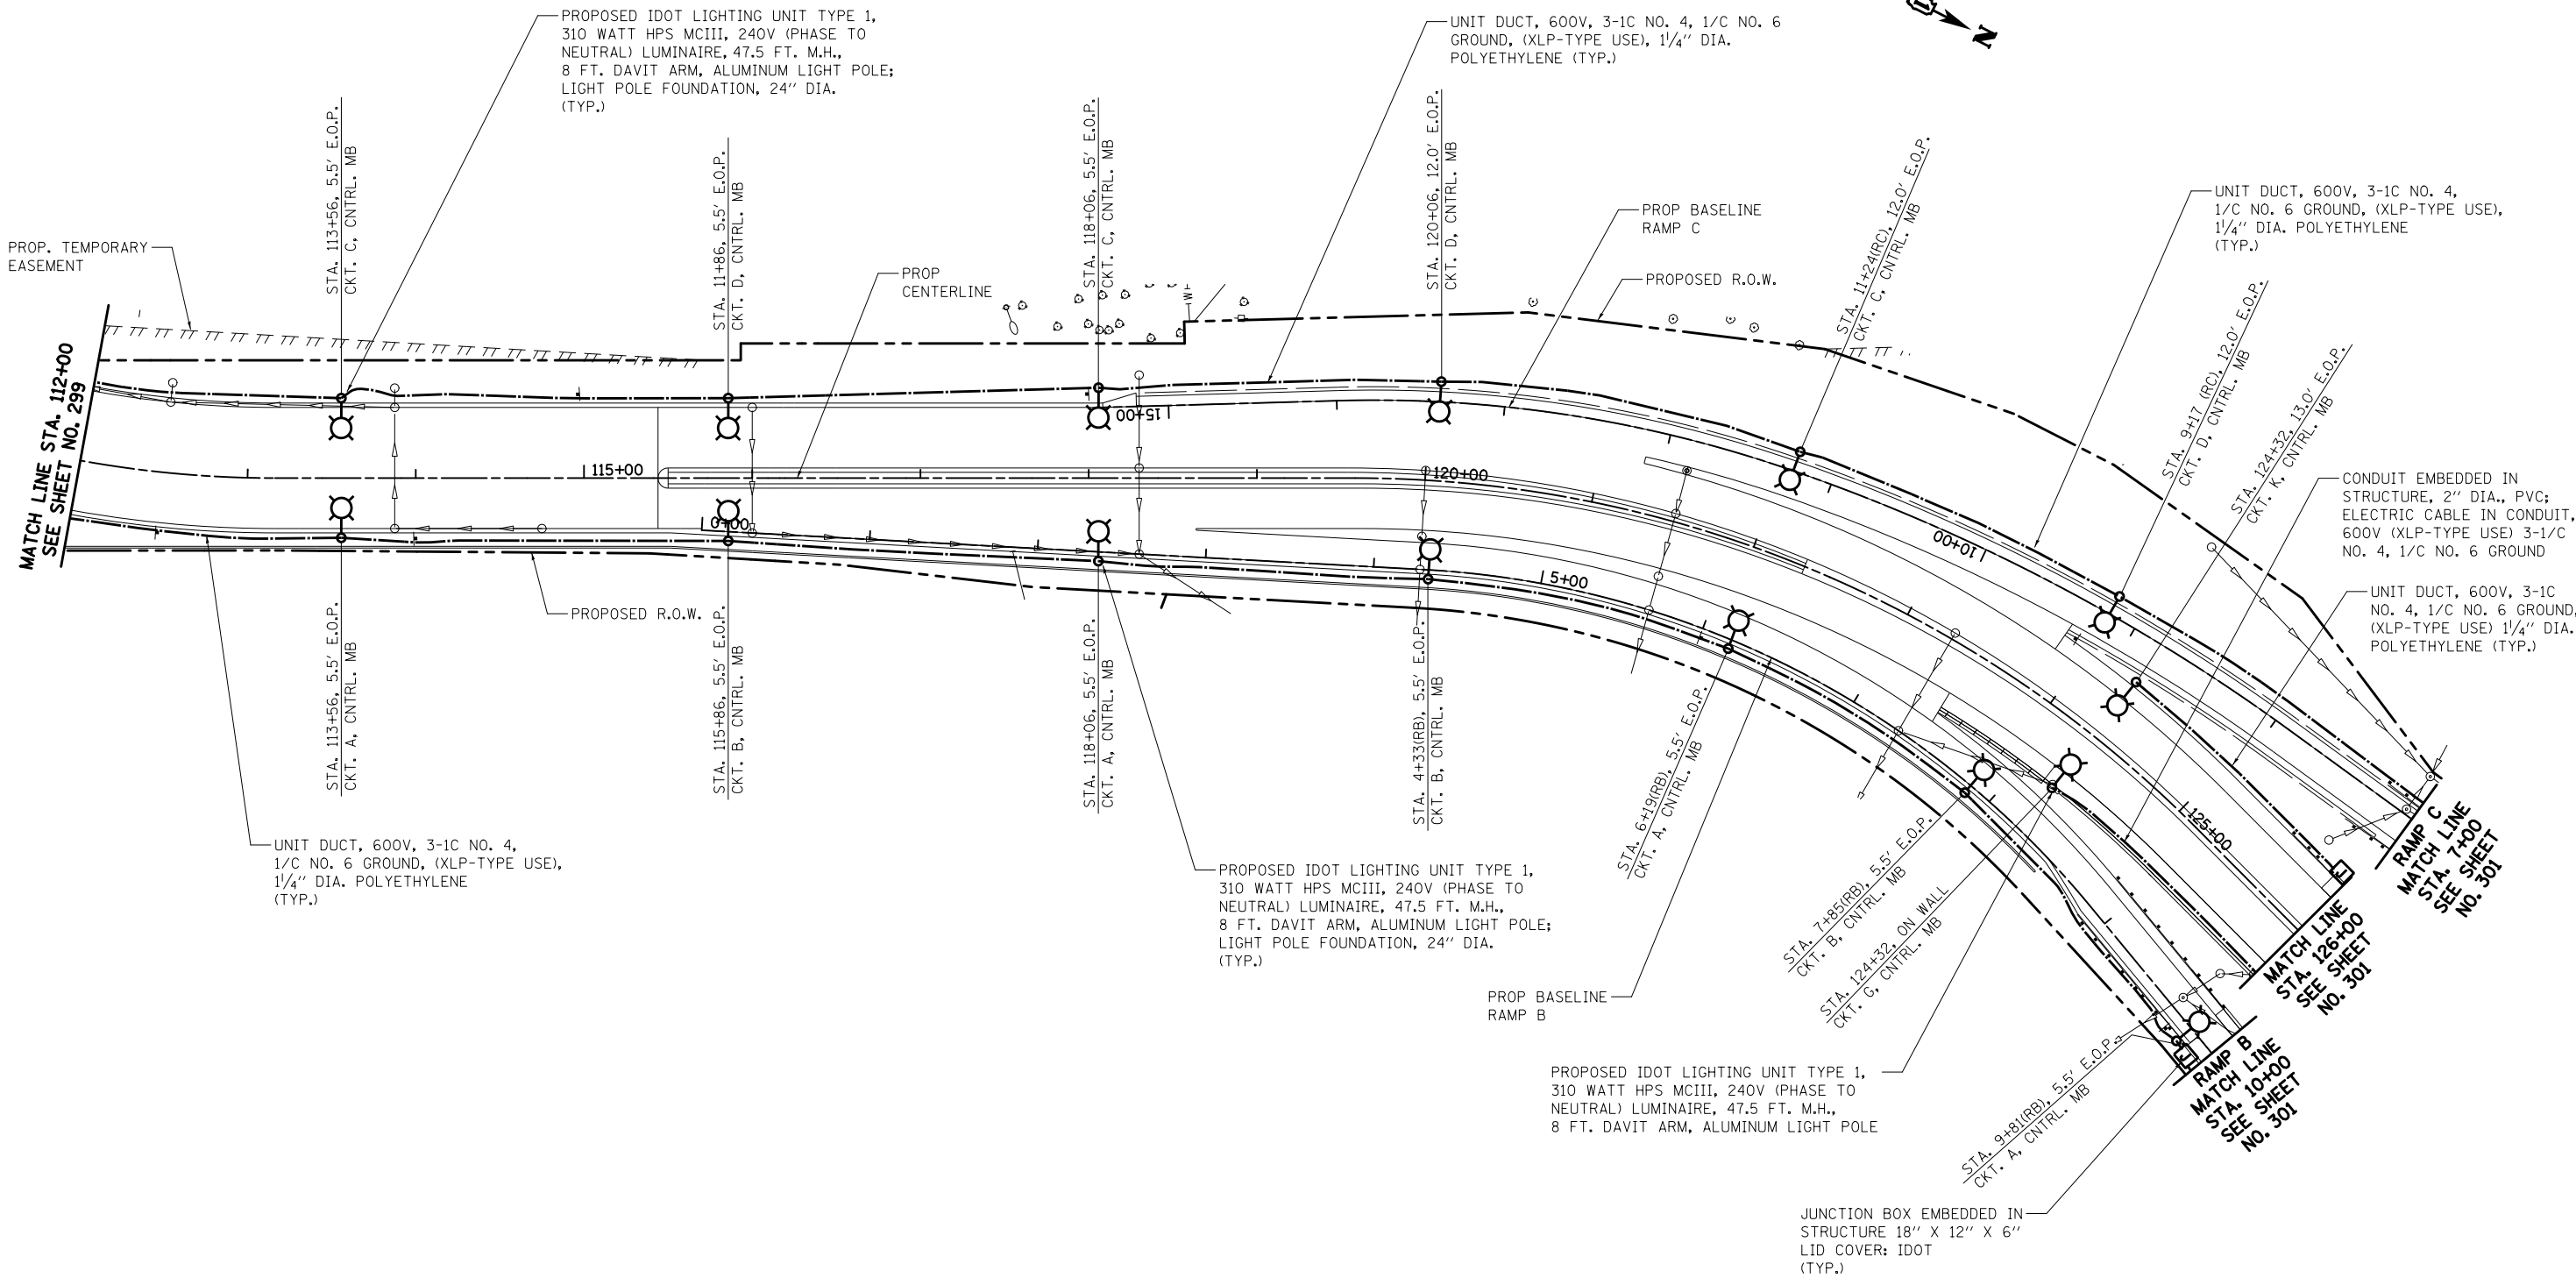 PROPOSED IDOT LIGHTING UNIT TYPE 1,
310 WATT HPS MCIII, 240V (PHASE TO
NEUTRAL) LUMINAIRE, 47.5 FT. M.H.,
8 FT. DAVIT ARM, ALUMINUM LIGHT POLE;
LIGHT POLE FOUNDATION, 24" DIA.
(TYP.)
UNIT DUCT, 600V, 3-1C NO. 4, 1/C NO. 6
GROUND, (XLP-TYPE USE), 1 1/4" DIA.
POLYETHYLENE (TYP.)
N
PROP. TEMPORARY
EASEMENT
STA. 113+56, 5.5' E.O.P.
CKT. C, CNTRL. MB
STA. 11+86, 5.5' E.O.P.
CKT. D, CNTRL. MB
PROP
CENTERLINE
STA. 118+06, 5.5' E.O.P.
CKT. C, CNTRL. MB
W
STA. 120+06, 12.0' E.O.P.
CKT. D, CNTRL. MB
PROP BASELINE
RAMP C
PROPOSED R.O.W.
STA. 11+24(RC), 12.0' E.O.P.
CKT. C, CNTRL. MB
UNIT DUCT, 600V, 3-1C NO. 4,
1/C NO. 6 GROUND, (XLP-TYPE USE),
1 1/4" DIA. POLYETHYLENE
(TYP.)
STA. 9+17 (RC), 12.0' E.O.P.
CKT. D, CNTRL. MB
STA. 124+32, 13.0' E.O.P.
CKT. K, CNTRL. MB
CONDUIT EMBEDDED IN
STRUCTURE, 2" DIA., PVC;
ELECTRIC CABLE IN CONDUIT,
600V (XLP-TYPE USE) 3-1/C
NO. 4, 1/C NO. 6 GROUND
UNIT DUCT, 600V, 3-1C
NO. 4, 1/C NO. 6 GROUND,
(XLP-TYPE USE) 1 1/4" DIA.
POLYETHYLENE (TYP.)
MATCH LINE STA. 112+00
SEE SHEET NO. 299
115+00
15+00
120+00
10+00
0+00
5+00
125+00
PROPOSED R.O.W.
STA. 113+56, 5.5' E.O.P.
CKT. A, CNTRL. MB
STA. 115+86, 5.5' E.O.P.
CKT. B, CNTRL. MB
STA. 118+06, 5.5' E.O.P.
CKT. A, CNTRL. MB
STA. 4+33(RB), 5.5' E.O.P.
CKT. B, CNTRL. MB
STA. 6+19(RB), 5.5' E.O.P.
CKT. A, CNTRL. MB
STA. 7+85(RB), 5.5' E.O.P.
CKT. B, CNTRL. MB
STA. 124+32, ON WALL
CKT. G, CNTRL. MB
STA. 9+81(RB), 5.5' E.O.P.
CKT. A, CNTRL. MB
UNIT DUCT, 600V, 3-1C NO. 4,
1/C NO. 6 GROUND, (XLP-TYPE USE),
1 1/4" DIA. POLYETHYLENE
(TYP.)
PROPOSED IDOT LIGHTING UNIT TYPE 1,
310 WATT HPS MCIII, 240V (PHASE TO
NEUTRAL) LUMINAIRE, 47.5 FT. M.H.,
8 FT. DAVIT ARM, ALUMINUM LIGHT POLE;
LIGHT POLE FOUNDATION, 24" DIA.
(TYP.)
PROP BASELINE
RAMP B
PROPOSED IDOT LIGHTING UNIT TYPE 1,
310 WATT HPS MCIII, 240V (PHASE TO
NEUTRAL) LUMINAIRE, 47.5 FT. M.H.,
8 FT. DAVIT ARM, ALUMINUM LIGHT POLE
JUNCTION BOX EMBEDDED IN
STRUCTURE 18" X 12" X 6"
LID COVER: IDOT
(TYP.)
J
J
RAMP C
MATCH LINE
STA. 7+00
SEE SHEET
NO. 301
MATCH LINE
STA. 126+00
SEE SHEET
NO. 301
RAMP B
MATCH LINE
STA. 10+00
SEE SHEET
NO. 301